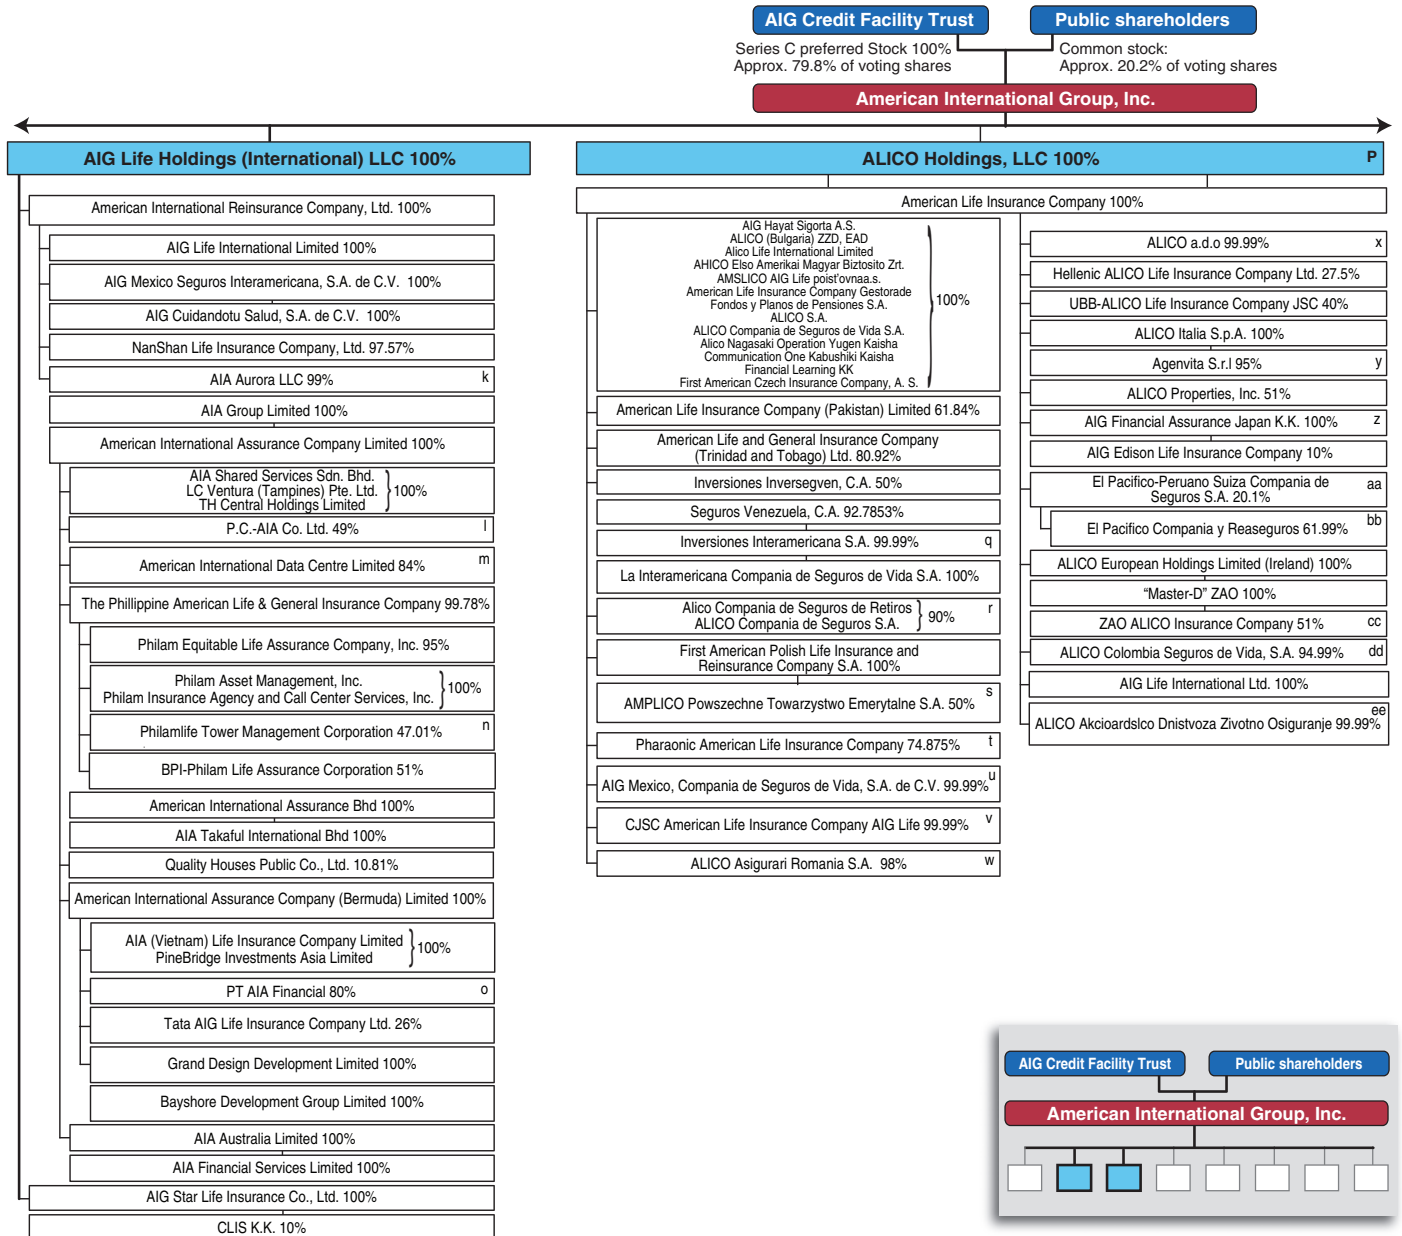 AIG Credit Facility Trust
Public shareholders
Series C preferred Stock 100%
Approx. 79.8% of voting shares
Common stock:
Approx. 20.2% of voting shares
American International Group, Inc.
AIG Life Holdings (International) LLC 100%
American International Reinsurance Company, Ltd. 100%
AIG Life International Limited 100%
AIG Mexico Seguros Interamericana, S.A. de C.V. 100%
AIG Cuidandotu Salud, S.A. de C.V. 100%
NanShan Life Insurance Company, Ltd. 97.57%
AIA Aurora LLC 99% k
AIA Group Limited 100%
American International Assurance Company Limited 100%
AIA Shared Services Sdn. Bhd.
LC Ventura (Tampines) Pte. Ltd.
TH Central Holdings Limited
100%
P.C.-AIA Co. Ltd. 49% l
American International Data Centre Limited 84% m
The Phillippine American Life & General Insurance Company 99.78%
Philam Equitable Life Assurance Company, Inc. 95%
Philam Asset Management, Inc.
Philam Insurance Agency and Call Center Services, Inc.
100%
Philamlife Tower Management Corporation 47.01% n
BPI-Philam Life Assurance Corporation 51%
American International Assurance Bhd 100%
AIA Takaful International Bhd 100%
Quality Houses Public Co., Ltd. 10.81%
American International Assurance Company (Bermuda) Limited 100%
AIA (Vietnam) Life Insurance Company Limited
PineBridge Investments Asia Limited
100%
PT AIA Financial 80% o
Tata AIG Life Insurance Company Ltd. 26%
Grand Design Development Limited 100%
Bayshore Development Group Limited 100%
AIA Australia Limited 100%
AIA Financial Services Limited 100%
AIG Star Life Insurance Co., Ltd. 100%
CLIS K.K. 10%
ALICO Holdings, LLC 100% P
American Life Insurance Company 100%
AIG Hayat Sigorta A.S.
ALICO (Bulgaria) ZZD, EAD
Alico Life International Limited
AHICO Elso Amerikai Magyar Biztosito Zrt.
AMSLICO AIG Life poist'ovnaa.s.
American Life Insurance Company Gestorade
Fondos y Planos de Pensiones S.A.
ALICO S.A.
ALICO Compania de Seguros de Vida S.A.
Alico Nagasaki Operation Yugen Kaisha
Communication One Kabushiki Kaisha
Financial Learning KK
First American Czech Insurance Company, A. S.
100%
American Life Insurance Company (Pakistan) Limited 61.84%
American Life and General Insurance Company
(Trinidad and Tobago) Ltd. 80.92%
Inversiones Inversegven, C.A. 50%
Seguros Venezuela, C.A. 92.7853%
Inversiones Interamericana S.A. 99.99% q
La Interamericana Compania de Seguros de Vida S.A. 100%
Alico Compania de Seguros de Retiros
ALICO Compania de Seguros S.A.
90% r
First American Polish Life Insurance and
Reinsurance Company S.A. 100%
AMPLICO Powszechne Towarzystwo Emerytalne S.A. 50% s
Pharaonic American Life Insurance Company 74.875% t
AIG Mexico, Compania de Seguros de Vida, S.A. de C.V. 99.99% u
CJSC American Life Insurance Company AIG Life 99.99% v
ALICO Asigurari Romania S.A. 98% w
ALICO a.d.o 99.99% x
Hellenic ALICO Life Insurance Company Ltd. 27.5%
UBB-ALICO Life Insurance Company JSC 40%
ALICO Italia S.p.A. 100%
Agenvita S.r.l 95% y
ALICO Properties, Inc. 51%
AIG Financial Assurance Japan K.K. 100% z
AIG Edison Life Insurance Company 10%
El Pacifico-Peruano Suiza Compania de
Seguros S.A. 20.1% aa
El Pacifico Compania y Reaseguros 61.99% bb
ALICO European Holdings Limited (Ireland) 100%
“Master-D” ZAO 100%
ZAO ALICO Insurance Company 51% cc
ALICO Colombia Seguros de Vida, S.A. 94.99% dd
AIG Life International Ltd. 100%
ALICO Akcioardslco Dnistvoza Zivotno Osiguranje 99.99% ee
AIG Credit Facility Trust
Public shareholders
American International Group, Inc.